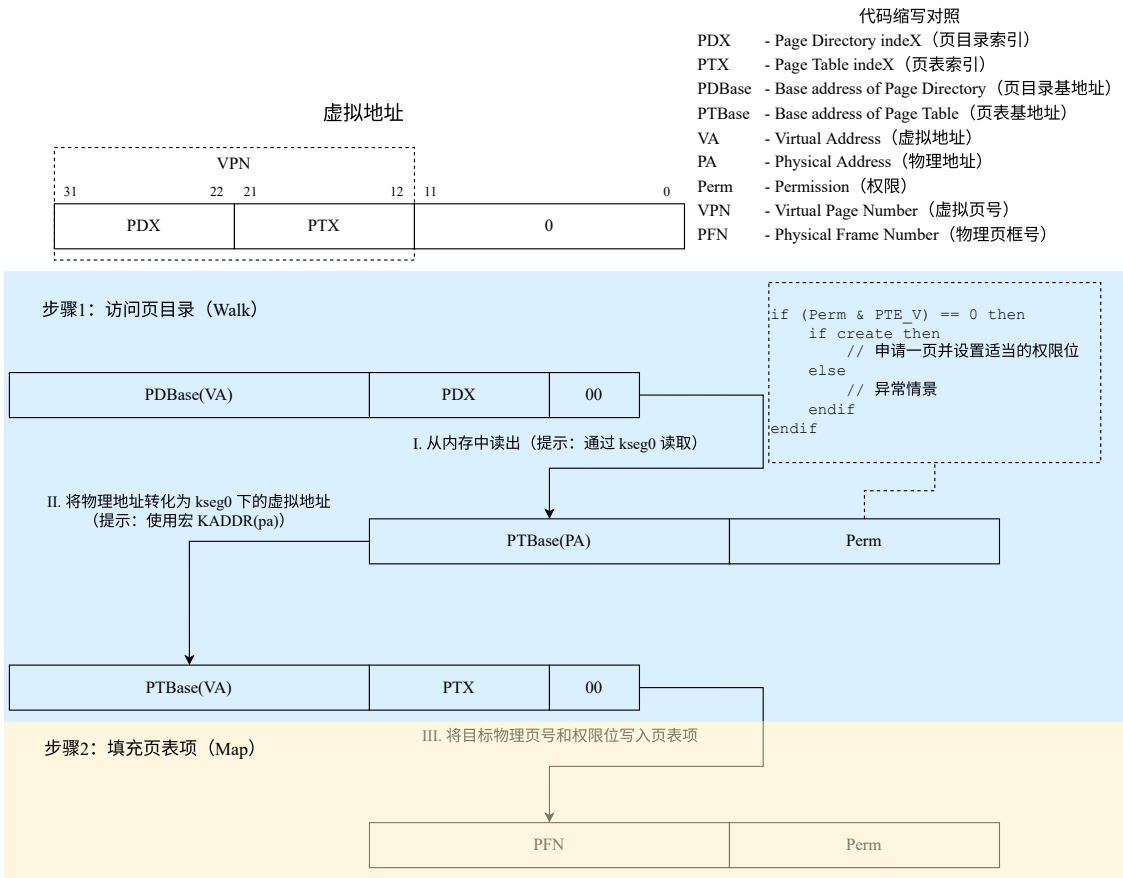 代码缩写对照
PDX - Page Directory indeX（页目录索引）
PTX - Page Table indeX（页表索引）
PDBase - Base address of Page Directory（页目录基地址）
PTBase - Base address of Page Table（页表基地址）
VA - Virtual Address（虚拟地址）
PA - Physical Address（物理地址）
Perm - Permission（权限）
VPN - Virtual Page Number（虚拟页号）
PFN - Physical Frame Number（物理页框号）
虚拟地址
VPN
31 22 21 12 11 0
PDX PTX 0
步骤1：访问页目录（Walk）
if (Perm & PTE_V) == 0 then
if create then
// 申请一页并设置适当的权限位
else
// 异常情景
endif
endif
PDBase(VA) PDX 00
I. 从内存中读出（提示：通过 kseg0 读取）
II. 将物理地址转化为 kseg0 下的虚拟地址
（提示：使用宏 KADDR(pa)）
PTBase(PA) Perm
PTBase(VA) PTX 00
步骤2：填充页表项（Map）
III. 将目标物理页号和权限位写入页表项
PFN Perm